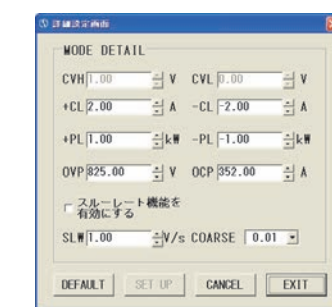 詳細設定画面
MODE DETAIL
CVH 1.00 V CVL 0.00 V
+CL 2.00 A -CL -2.00 A
+PL 1.00 kW -PL -1.00 kW
OVP 825.00 V OCP 352.00 A
スルーレート機能を
有効にする
SLW 1.00 V/s COARSE 0.01
DEFAULT SET UP CANCEL EXIT